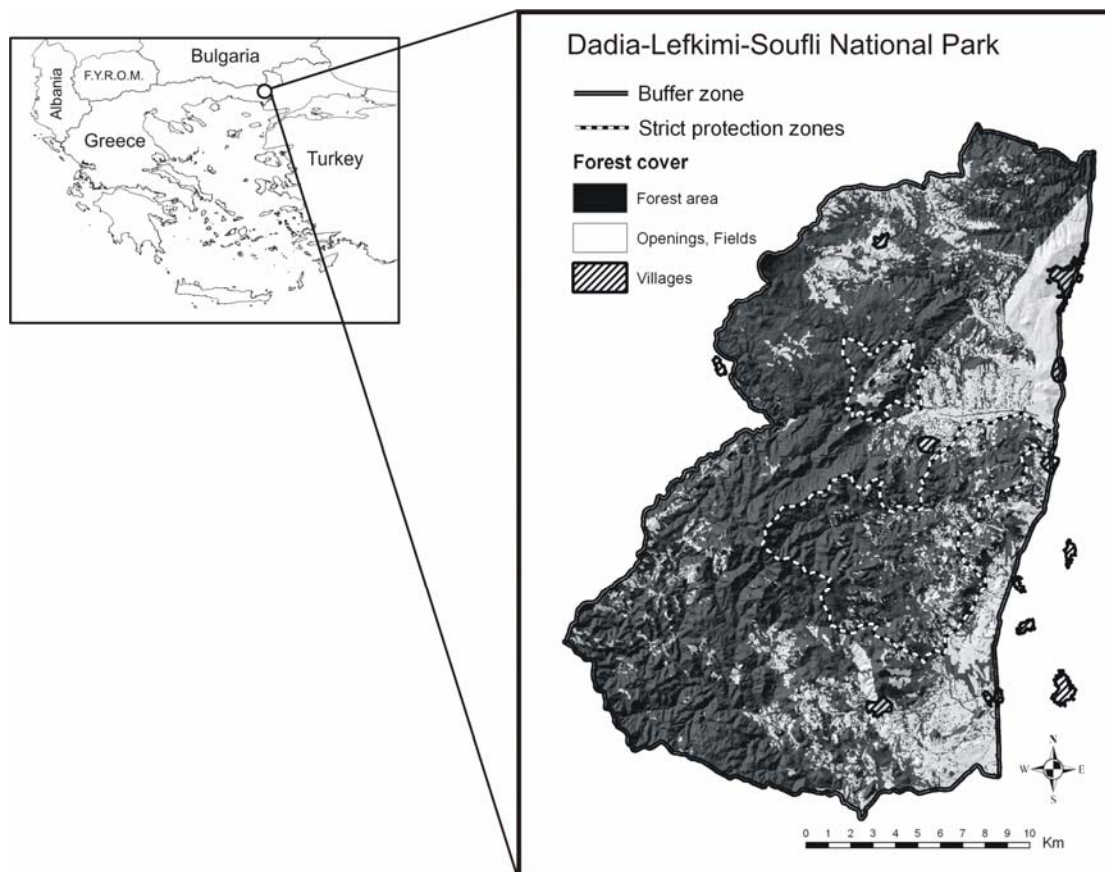 Bulgaria
F.Y.R.O.M.
Albania
Greece
Turkey
Dadia-Lefkimi-Soufli National Park
Buffer zone
Strict protection zones
Forest cover
Forest area
Openings, Fields
Villages
N
W E
S
0 1 2 3 4 5 6 7 8 9 10
Km